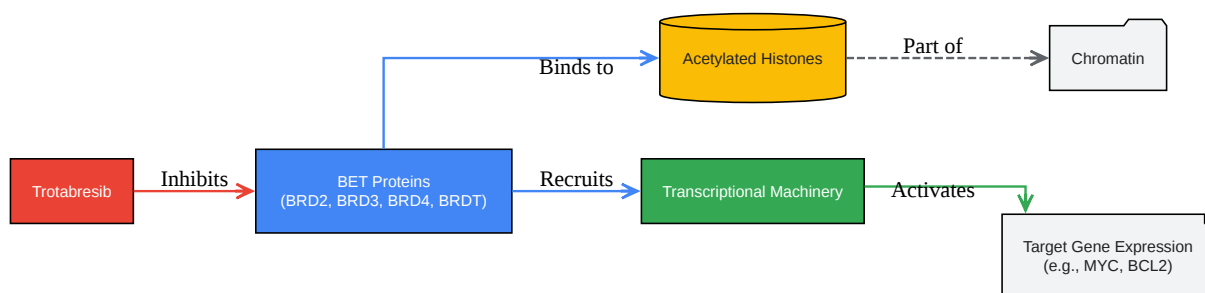 Binds to
Acetylated Histones
Part of
Chromatin
Trotabresib
Inhibits
BET Proteins
(BRD2, BRD3, BRD4, BRDT)
Recruits
Transcriptional Machinery
Activates
Target Gene Expression
(e.g., MYC, BCL2)